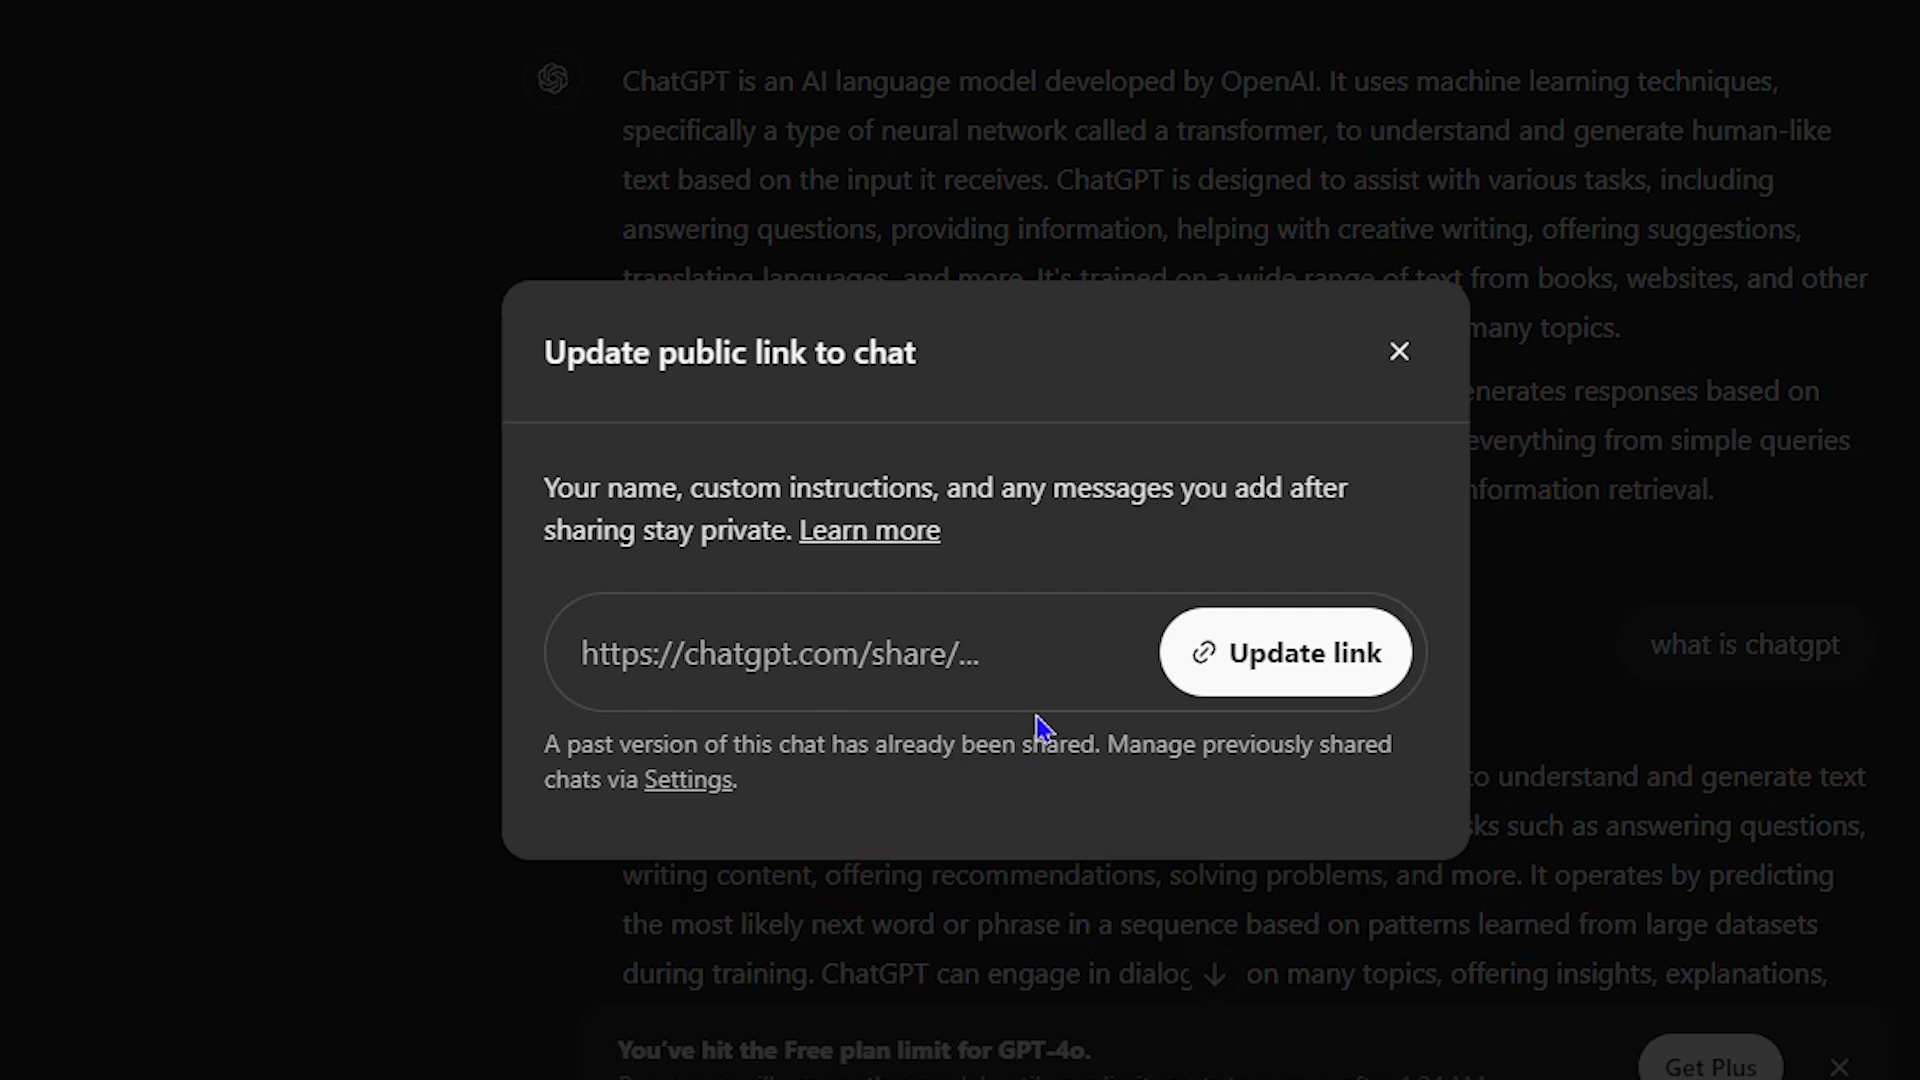 ChatGPT is an AI language model developed by OpenAI. It uses machine learning techniques,
specifically a type of neural network called a transformer, to understand and generate human-like
text based on the input it receives. ChatGPT is designed to assist with various tasks, including
answering questions, providing information, helping with creative writing, offering suggestions,
translating languages, and more. It's trained on a wide range of text from books, websites, and other
many topics.
Update public link to chat
generates responses based on
everything from simple queries
information retrieval.
Your name, custom instructions, and any messages you add after
sharing stay private. Learn more
https://chatgpt.com/share/...
Update link
what is chatgpt
A past version of this chat has already been shared. Manage previously shared
chats via Settings.
to understand and generate text
such as answering questions,
writing content, offering recommendations, solving problems, and more. It operates by predicting
the most likely next word or phrase in a sequence based on patterns learned from large datasets
during training. ChatGPT can engage in dialog on many topics, offering insights, explanations,
You've hit the Free plan limit for GPT-4o.
Get Plus